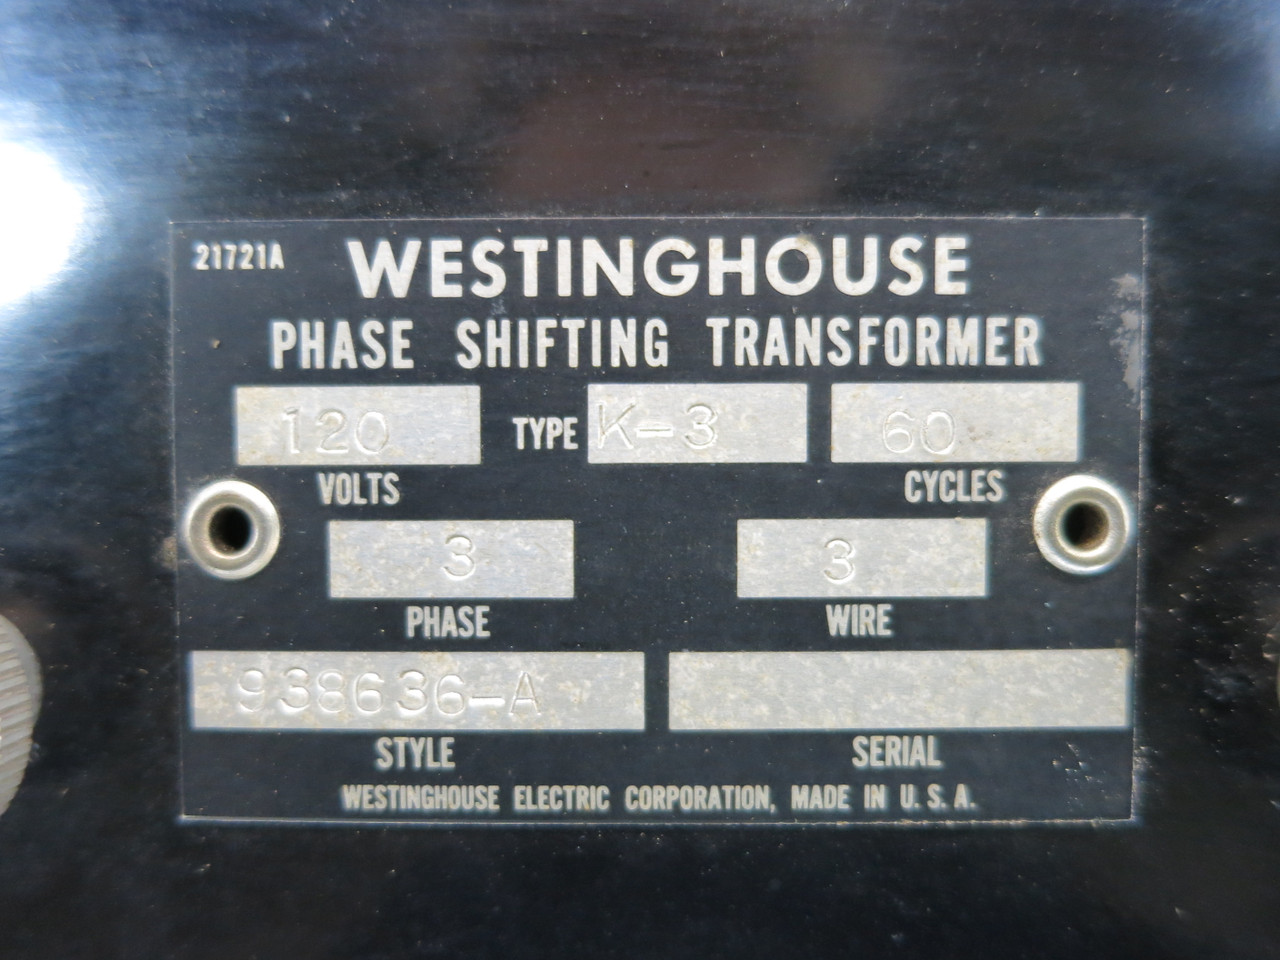 21721A WESTINGHOUSE
PHASE SHIFTING TRANSFORMER
120 TYPE K-3 60
VOLTS CYCLES
3 3
PHASE WIRE
938636-A
STYLE SERIAL
WESTINGHOUSE ELECTRIC CORPORATION, MADE IN U. S. A.